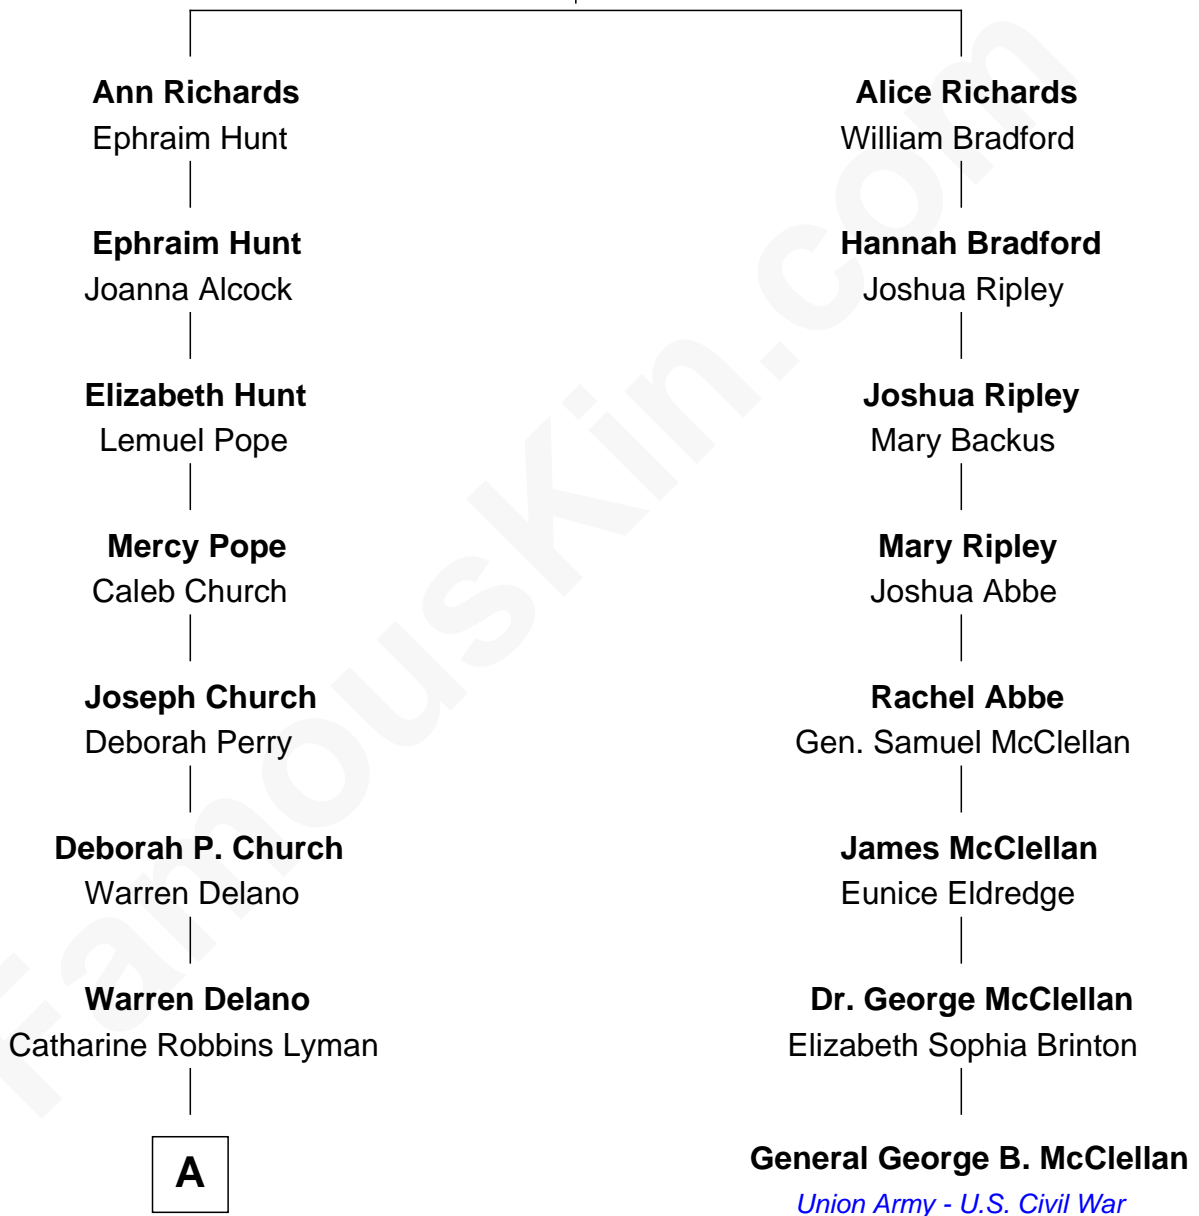 Ann Richards
Ephraim Hunt
Ephraim Hunt
Joanna Alcock
Elizabeth Hunt
Lemuel Pope
Mercy Pope
Caleb Church
Joseph Church
Deborah Perry
Deborah P. Church
Warren Delano
Warren Delano
Catharine Robbins Lyman
A
Alice Richards
William Bradford
Hannah Bradford
Joshua Ripley
Joshua Ripley
Mary Backus
Mary Ripley
Joshua Abbe
Rachel Abbe
Gen. Samuel McClellan
James McClellan
Eunice Eldredge
Dr. George McClellan
Elizabeth Sophia Brinton
General George B. McClellan
Union Army - U.S. Civil War
FamousKin.com